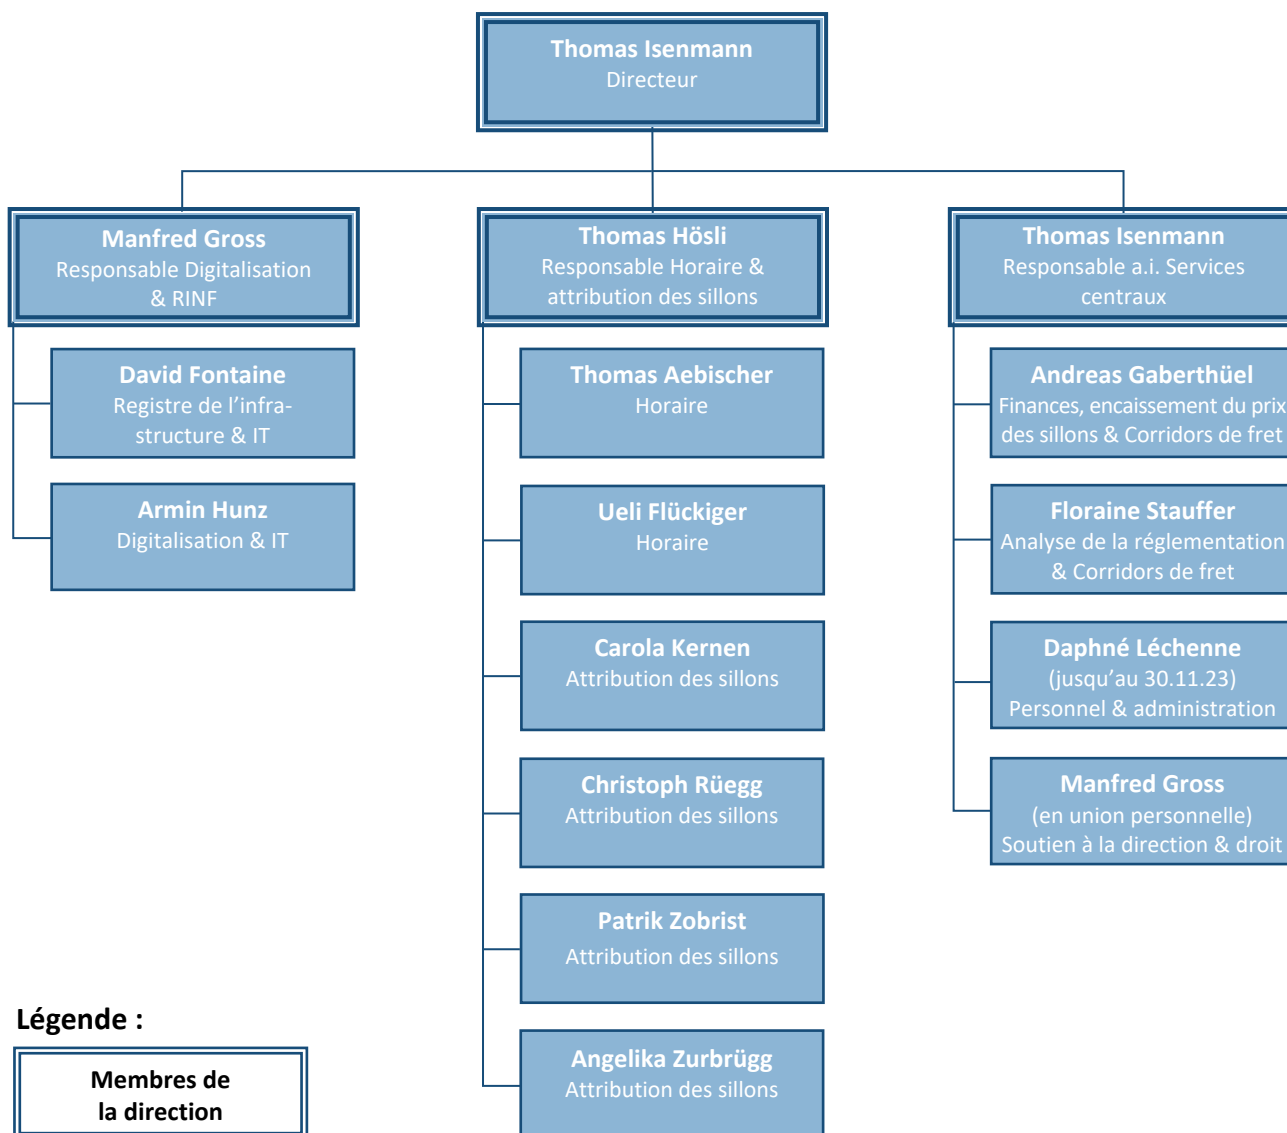 Thomas Isenmann
Directeur
Manfred Gross
Responsable Digitalisation
& RINF
David Fontaine
Registre de l’infra-
structure & IT
Armin Hunz
Digitalisation & IT
Thomas Hösli
Responsable Horaire &
attribution des sillons
Thomas Aebischer
Horaire
Ueli Flückiger
Horaire
Carola Kernen
Attribution des sillons
Christoph Rüegg
Attribution des sillons
Patrik Zobrist
Attribution des sillons
Angelika Zurbrügg
Attribution des sillons
Thomas Isenmann
Responsable a.i. Services
centraux
Andreas Gaberthüel
Finances, encaissement du prix
des sillons & Corridors de fret
Floraine Stauffer
Analyse de la réglementation
& Corridors de fret
Daphné Léchenne
(jusqu’au 30.11.23)
Personnel & administration
Manfred Gross
(en union personnelle)
Soutien à la direction & droit
Légende :
Membres de
la direction